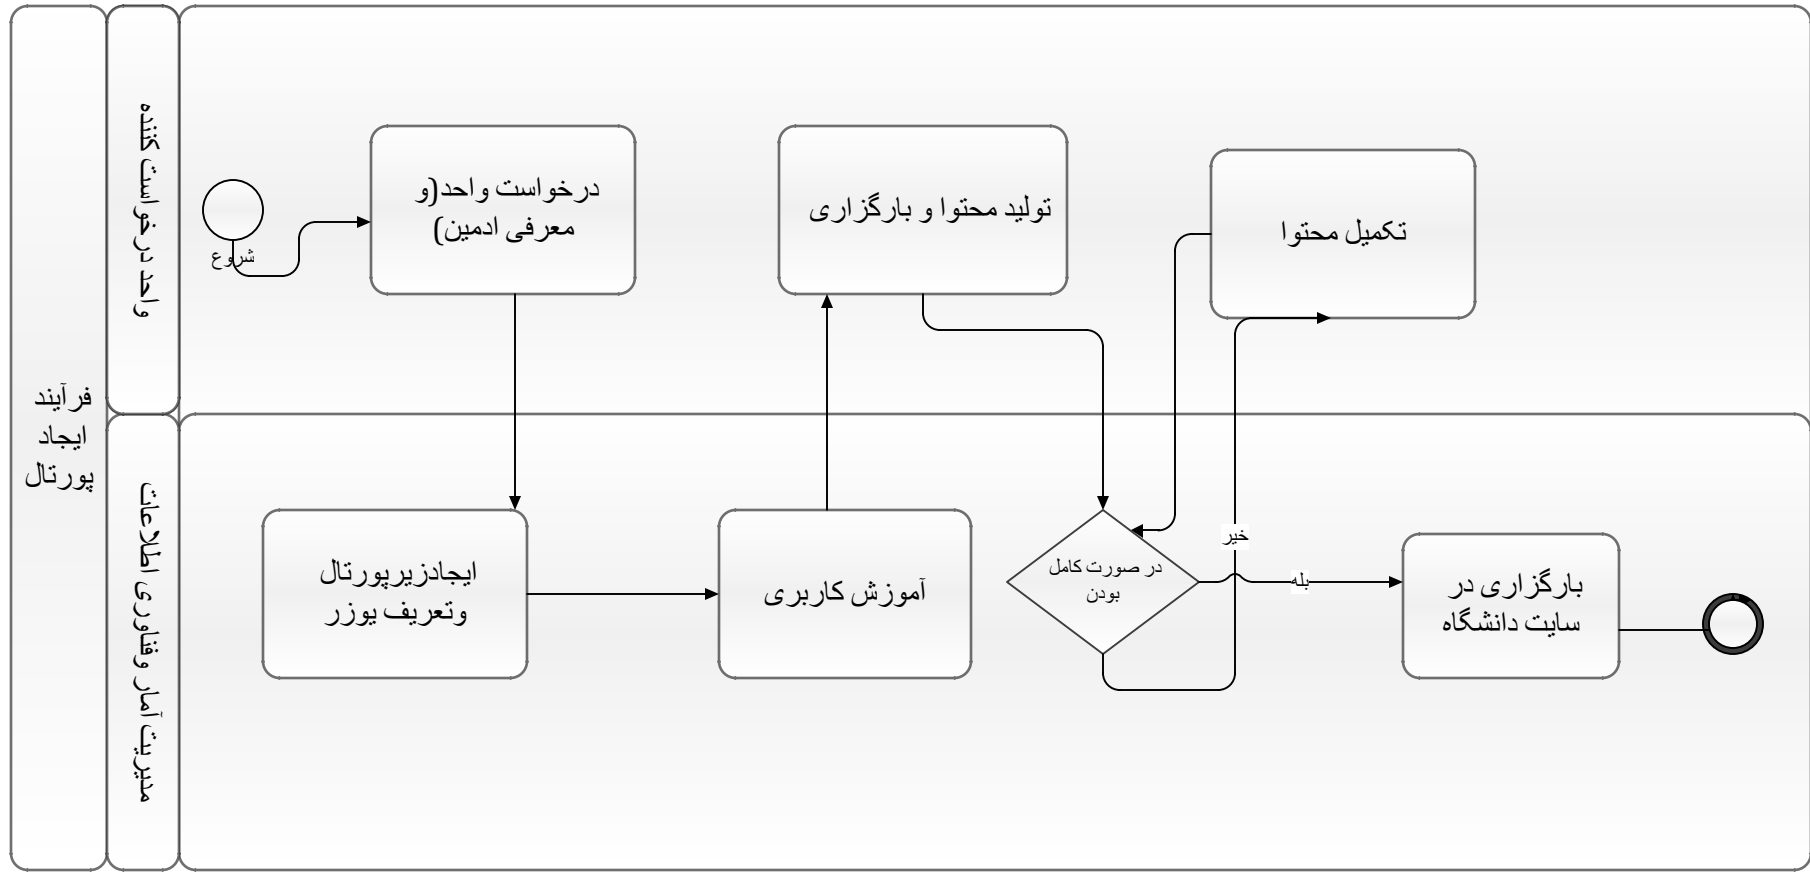 فرآیند
ایجاد
پورتال
واحد درخواست کننده
شروع
درخواست واحد(و
معرفی ادمین)
تولید محتوا و بارگزاری
تکمیل محتوا
مدیریت آمار وفناوری اطلاعات
ایجادزیرپورتال
وتعریف یوزر
آموزش کاربری
در صورت کامل
بودن
خیر
بله
بارگزاری در
سایت دانشگاه